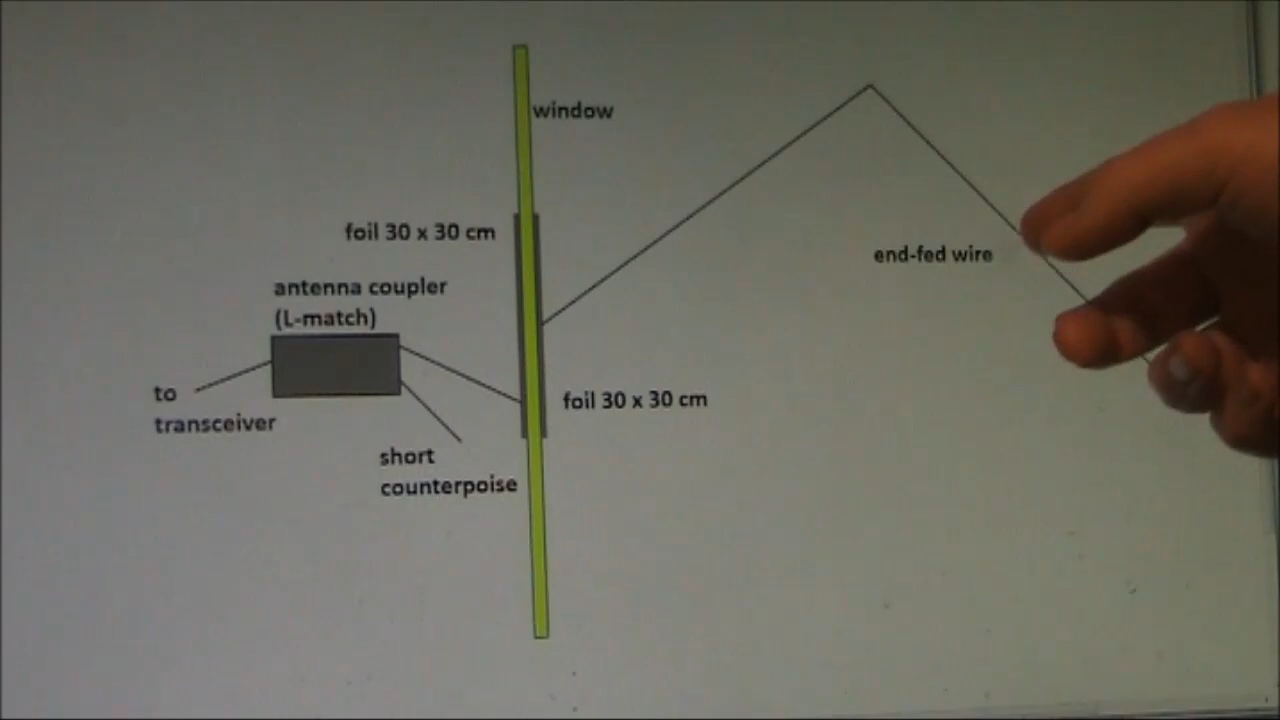 window
foil 30 x 30 cm
end-fed wire
antenna coupler
(L-match)
to
transceiver
foil 30 x 30 cm
short
counterpoise